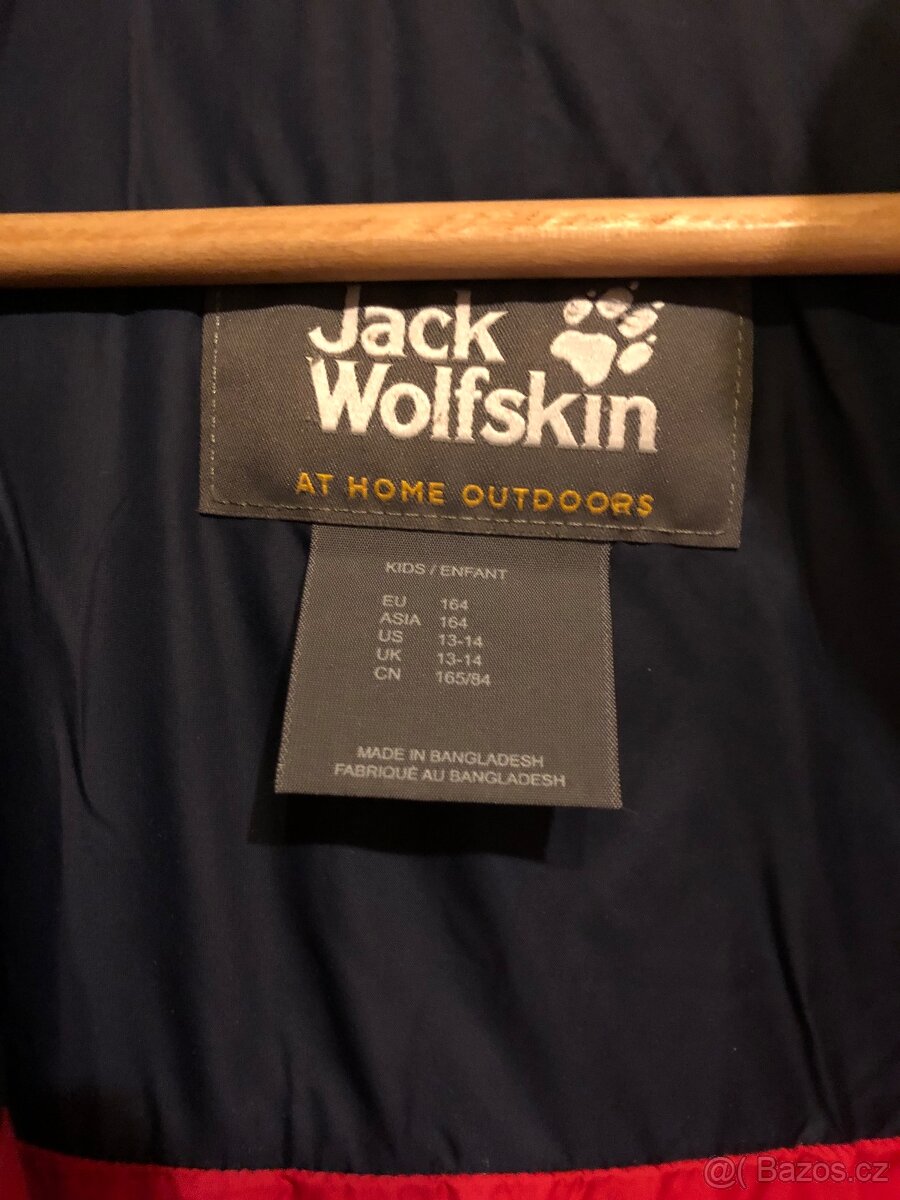 Jack
Wolfskin
AT HOME OUTDOORS
KIDS / ENFANT
EU 164
ASIA 164
US 13-14
UK 13-14
CN 165/84
MADE IN BANGLADESH
FABRIQUÉ AU BANGLADESH
@( Bazoš.cz